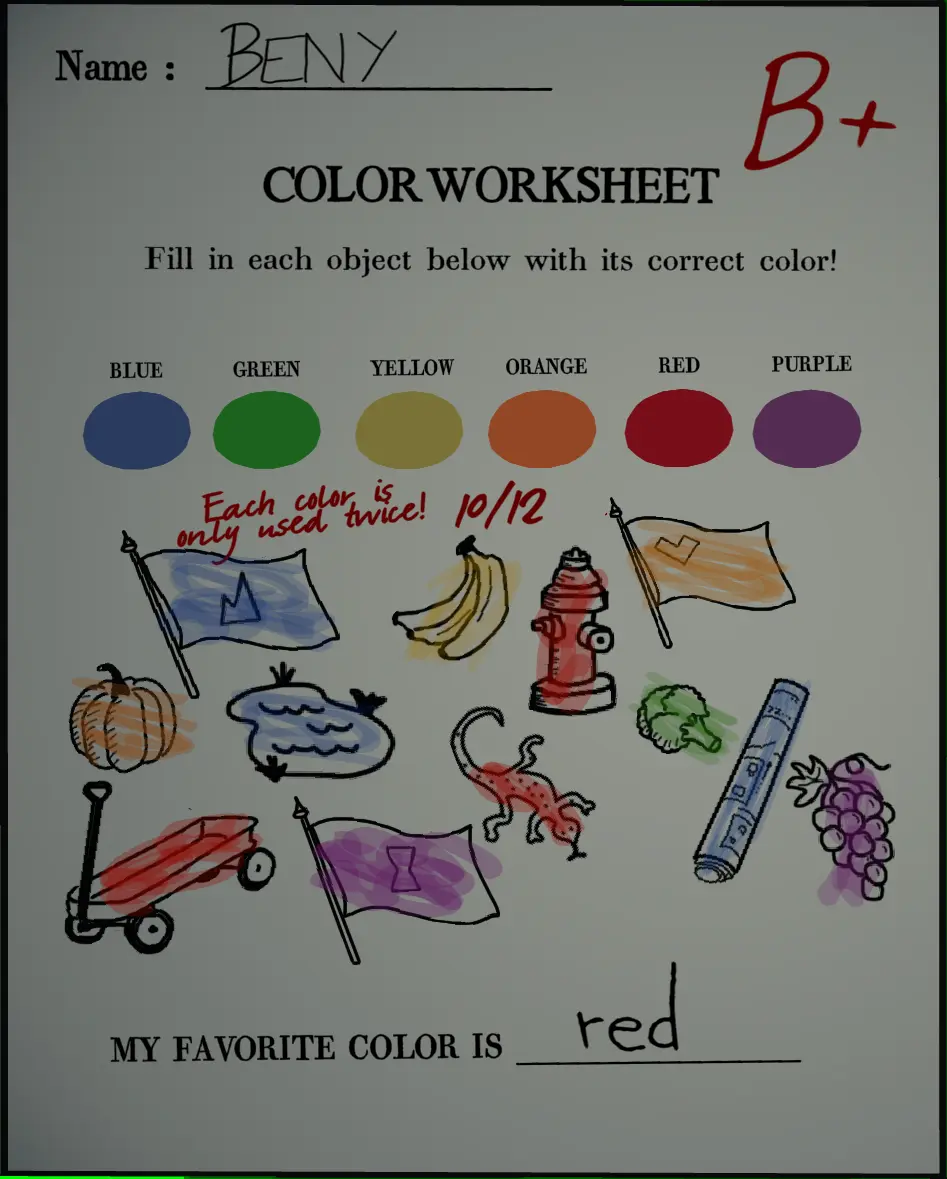 Name : BENY
B+
COLOR WORKSHEET
Fill in each object below with its correct color!
BLUE GREEN YELLOW ORANGE RED PURPLE
Each color is
only used twice! 10/12
MY FAVORITE COLOR IS red